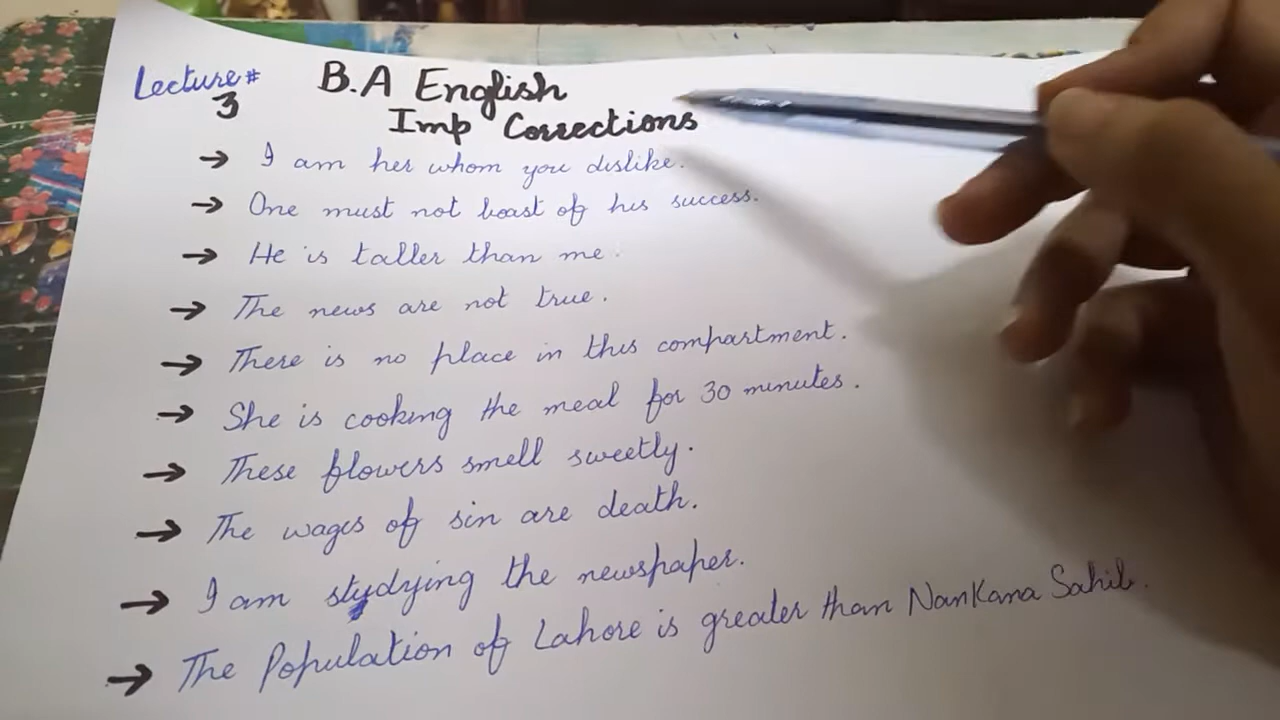 Lecture #
3
B.A English
Imp Corrections
→ I am her whom you dislike.
→ One must not boast of his success.
→ He is taller than me.
→ The news are not true.
→ There is no place in this compartment.
→ She is cooking the meal for 30 minutes.
→ These flowers smell sweetly.
→ The wages of sin are death.
→ I am studying the newspaper.
→ The Population of Lahore is greater than Nankana Sahib.